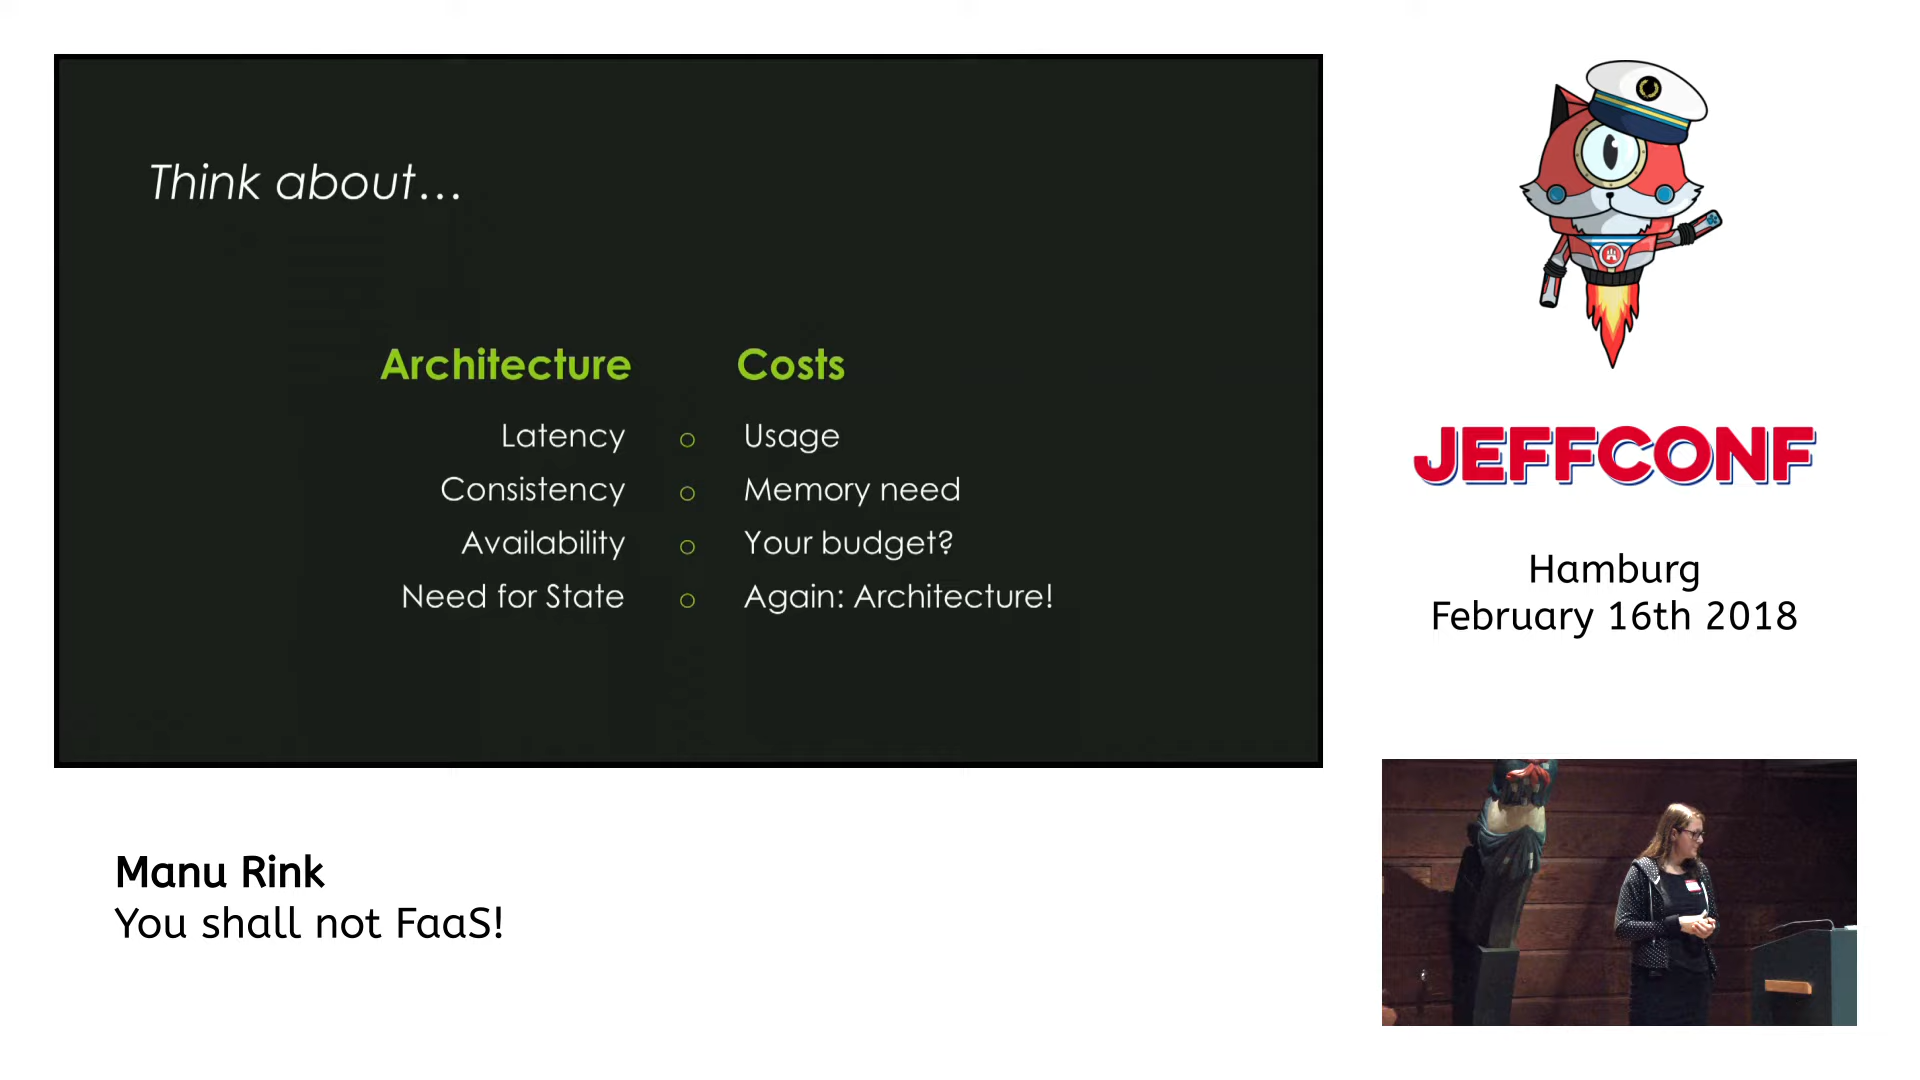 Think about...
Architecture
Latency
Consistency
Availability
Need for State
Costs
Usage
Memory need
Your budget?
Again: Architecture!
JEFFCONF
Hamburg
February 16th 2018
Manu Rink
You shall not FaaS!